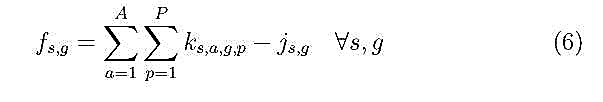 f_{s,g} = \sum_{a=1}^{A} \sum_{p=1}^{P} k_{s,a,g,p} - j_{s,g} \quad \forall s, g \quad (6)